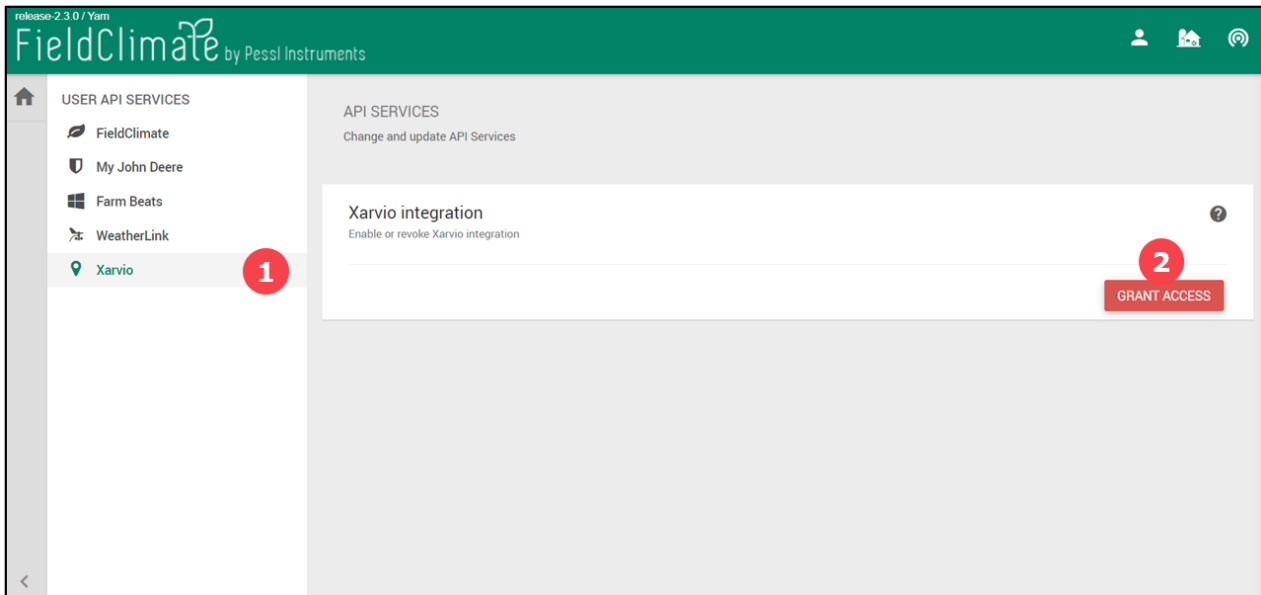 release-2.3.0 / Yam
FieldClimate by Pessl Instruments
USER API SERVICES
FieldClimate
My John Deere
Farm Beats
WeatherLink
Xarvio
1
API SERVICES
Change and update API Services
Xarvio integration
Enable or revoke Xarvio integration
2
GRANT ACCESS